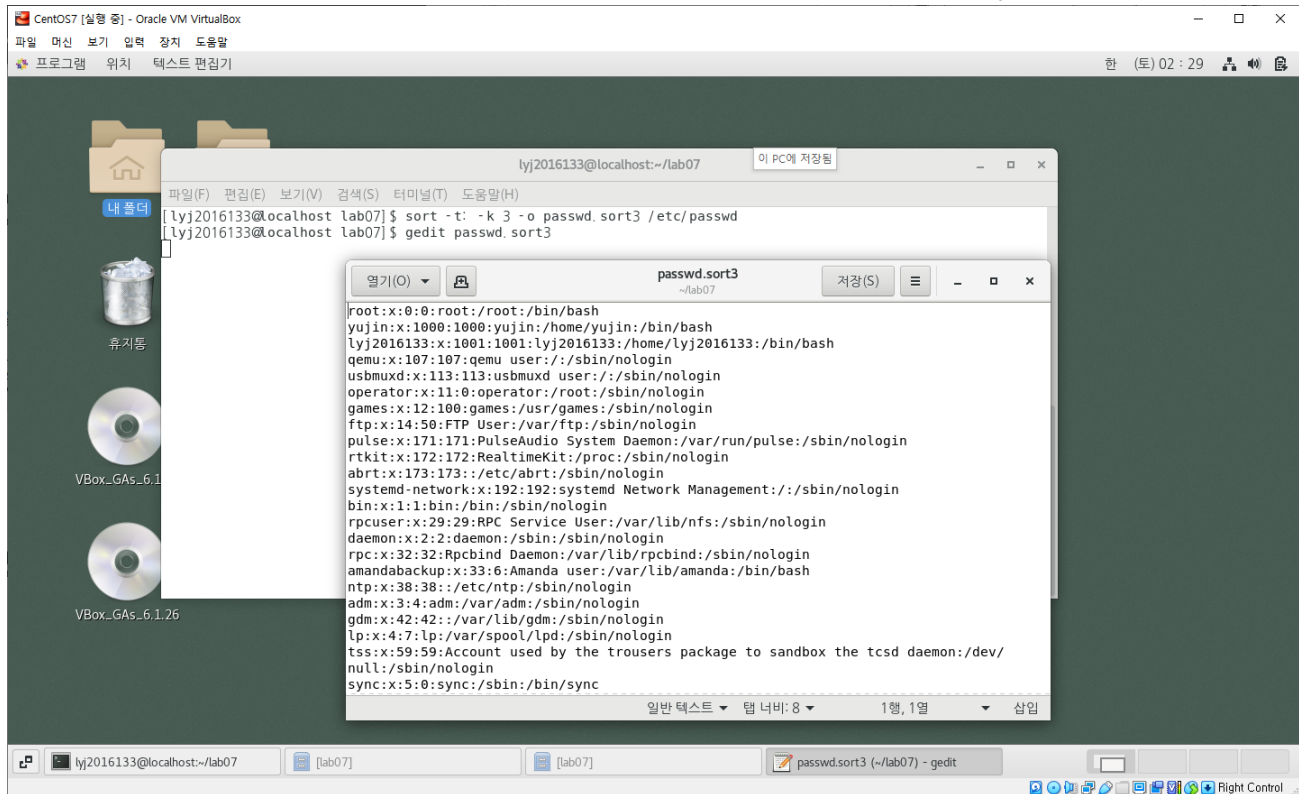 CentOS7 [실행 중] - Oracle VM VirtualBox
파일 머신 보기 입력 장치 도움말
프로그램 위치 텍스트 편집기 한 (토) 02 : 29
lyj2016133@localhost:~/lab07 이 PC에 저장됨
파일(F) 편집(E) 보기(V) 검색(S) 터미널(T) 도움말(H)
[lyj2016133@localhost lab07]$ sort -t: -k 3 -o passwd.sort3 /etc/passwd
[lyj2016133@localhost lab07]$ gedit passwd.sort3
내 폴더
휴지통
VBox_GAs_6.1
VBox_GAs_6.1.26
열기(O) passwd.sort3 저장(S)
~/lab07
root:x:0:0:root:/root:/bin/bash
yujin:x:1000:1000:yujin:/home/yujin:/bin/bash
lyj2016133:x:1001:1001:lyj2016133:/home/lyj2016133:/bin/bash
qemu:x:107:107:qemu user:/:/sbin/nologin
usbmuxd:x:113:113:usbmuxd user:/:/sbin/nologin
operator:x:11:0:operator:/root:/sbin/nologin
games:x:12:100:games:/usr/games:/sbin/nologin
ftp:x:14:50:FTP User:/var/ftp:/sbin/nologin
pulse:x:171:171:PulseAudio System Daemon:/var/run/pulse:/sbin/nologin
rtkit:x:172:172:RealtimeKit:/proc:/sbin/nologin
abrt:x:173:173::/etc/abrt:/sbin/nologin
systemd-network:x:192:192:systemd Network Management:/:/sbin/nologin
bin:x:1:1:bin:/bin:/sbin/nologin
rpcuser:x:29:29:RPC Service User:/var/lib/nfs:/sbin/nologin
daemon:x:2:2:daemon:/sbin:/sbin/nologin
rpc:x:32:32:Rpcbind Daemon:/var/lib/rpcbind:/sbin/nologin
amandabackup:x:33:6:Amanda user:/var/lib/amanda:/bin/bash
ntp:x:38:38::/etc/ntp:/sbin/nologin
adm:x:3:4:adm:/var/adm:/sbin/nologin
gdm:x:42:42::/var/lib/gdm:/sbin/nologin
lp:x:4:7:lp:/var/spool/lpd:/sbin/nologin
tss:x:59:59:Account used by the trousers package to sandbox the tcsd daemon:/dev/
null:/sbin/nologin
sync:x:5:0:sync:/sbin:/bin/sync
일반 텍스트 탭 너비: 8 1행, 1열 삽입
lyj2016133@localhost:~/lab07 [lab07] [lab07] passwd.sort3 (~/lab07) - gedit
Right Control